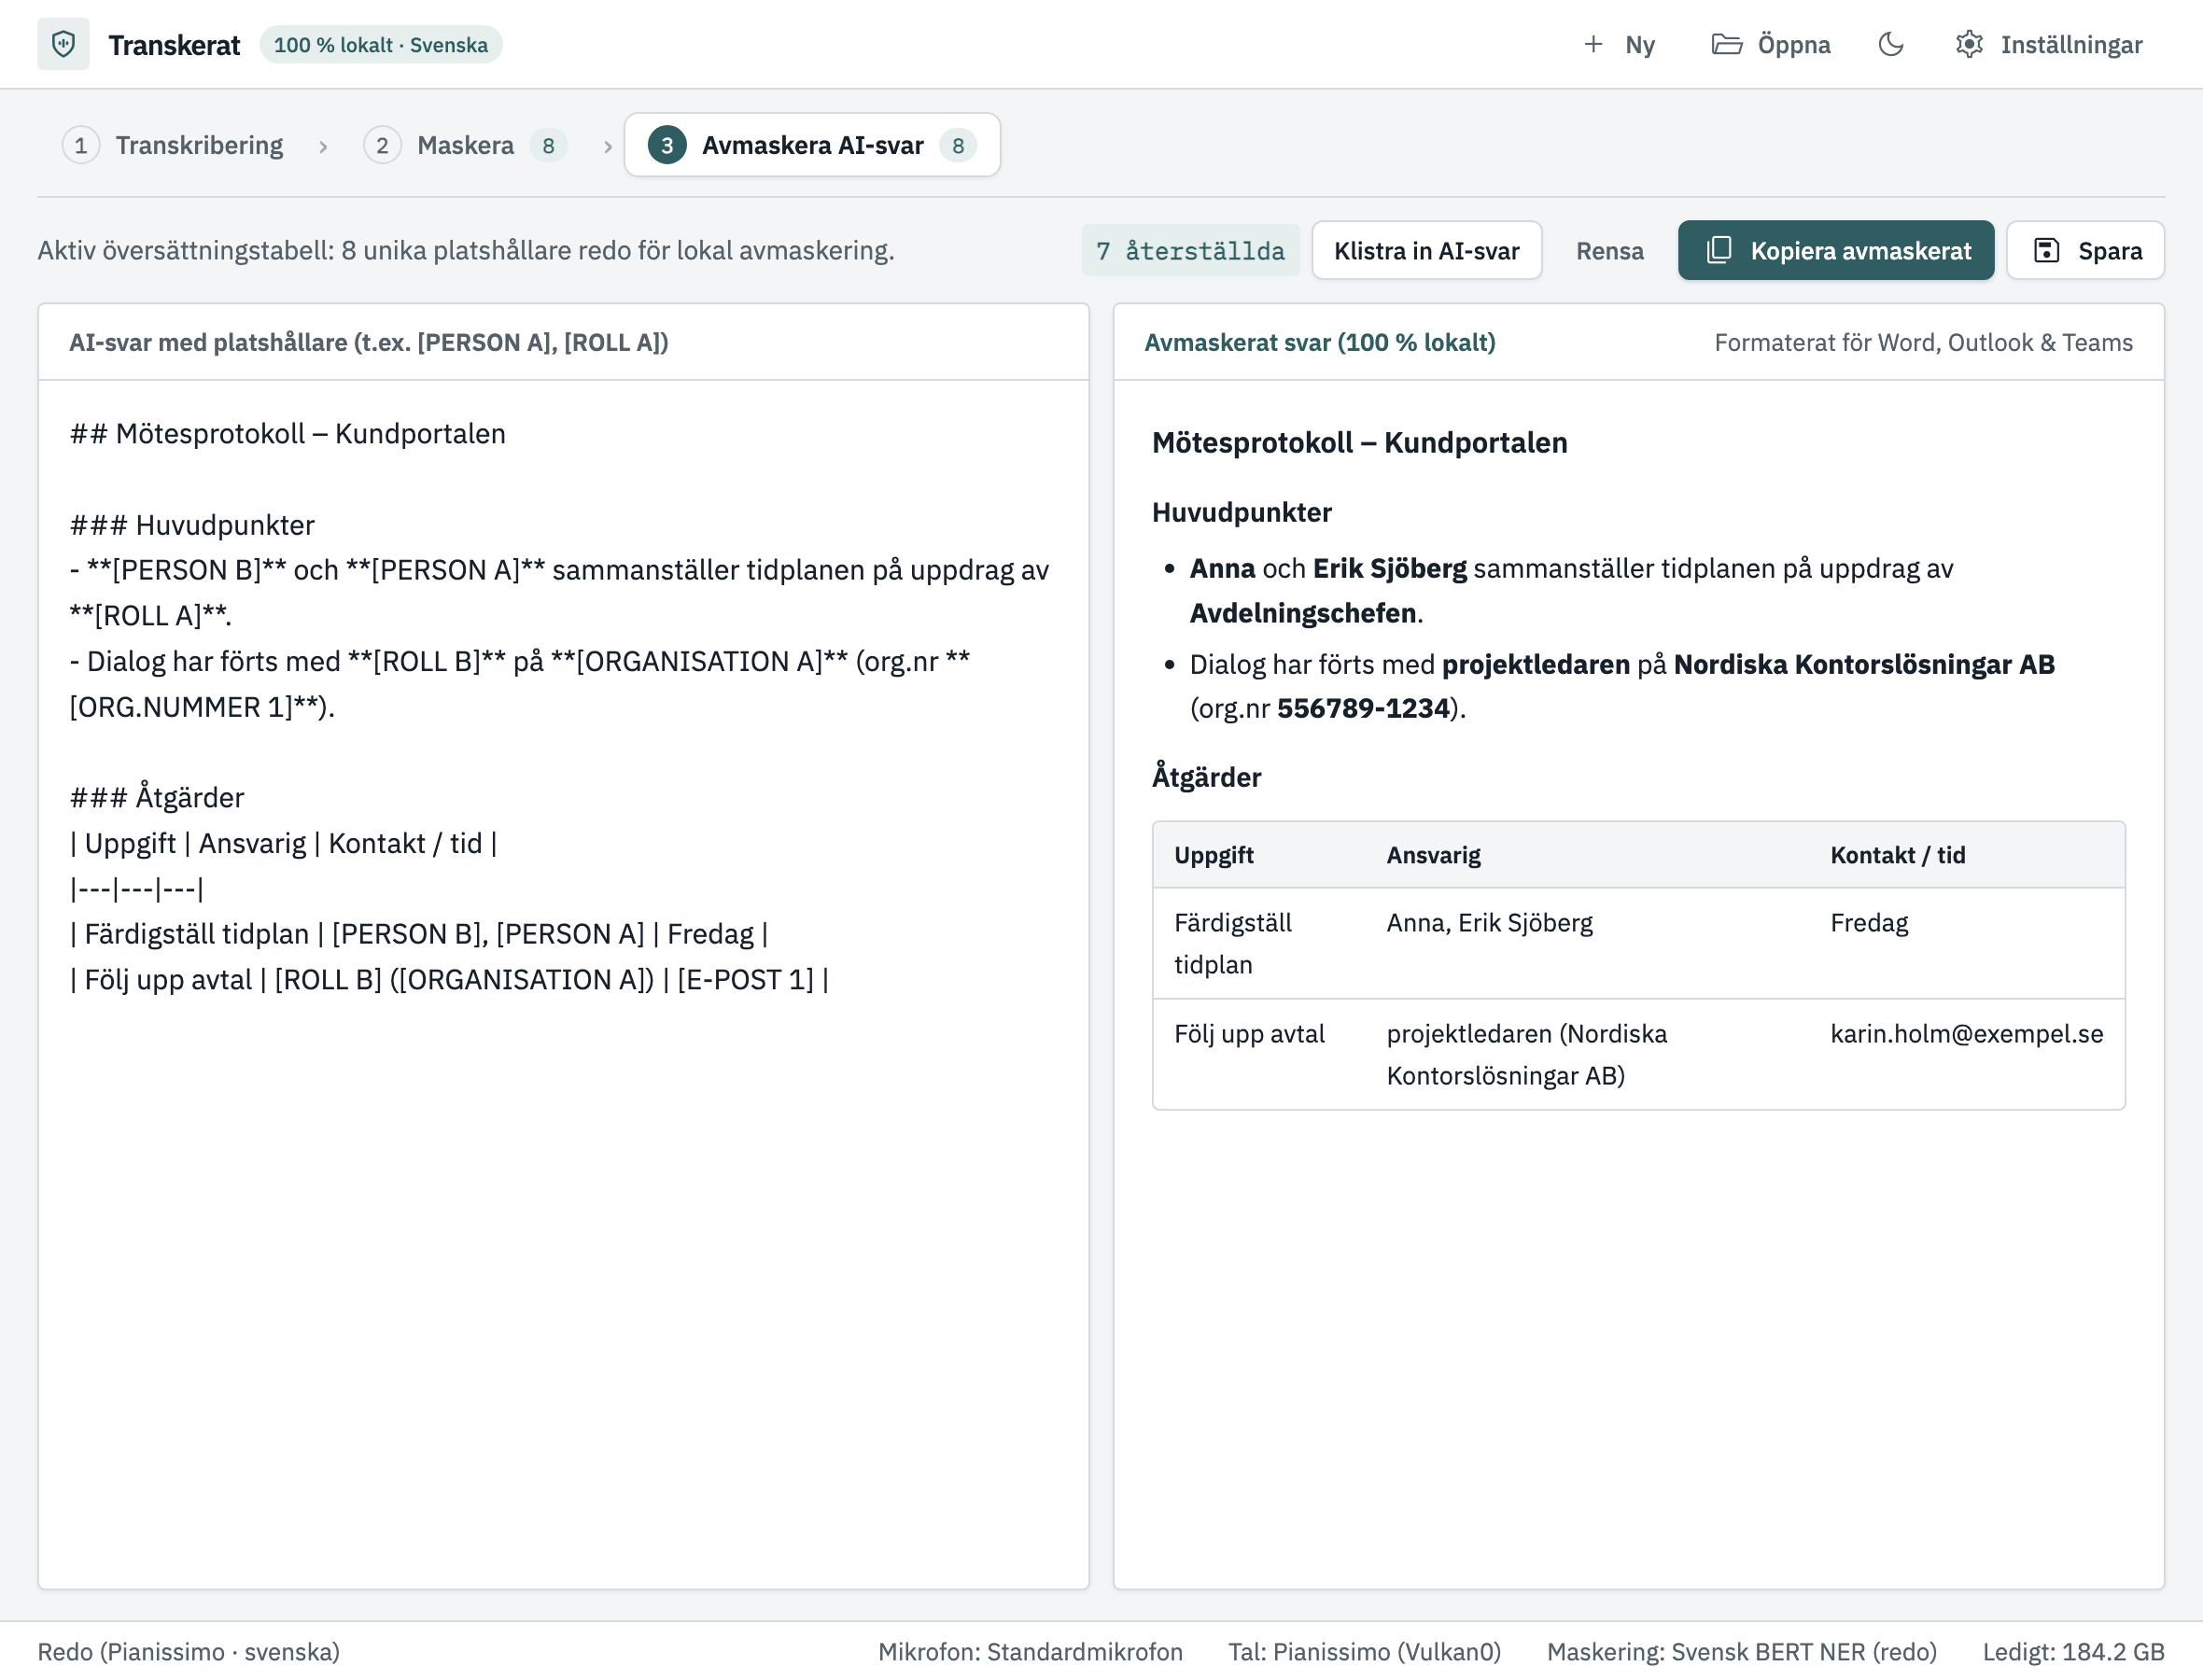 Transkerat
100 % lokalt · Svenska
Ny
Öppna
Inställningar
1 Transkribering › 2 Maskera 8 › 3 Avmaskera AI-svar 8
Aktiv översättningstabell: 8 unika platshållare redo för lokal avmaskering.
7 återställda
Klistra in AI-svar
Rensa
Kopiera avmaskerat
Spara
AI-svar med platshållare (t.ex. [PERSON A], [ROLL A])
## Mötesprotokoll – Kundportalen
### Huvudpunkter
- **[PERSON B]** och **[PERSON A]** sammanställer tidplanen på uppdrag av
**[ROLL A]**.
- Dialog har förts med **[ROLL B]** på **[ORGANISATION A]** (org.nr **
[ORG.NUMMER 1]**).
### Åtgärder
| Uppgift | Ansvarig | Kontakt / tid |
|---|---|---|
| Färdigställ tidplan | [PERSON B], [PERSON A] | Fredag |
| Följ upp avtal | [ROLL B] ([ORGANISATION A]) | [E-POST 1] |
Avmaskerat svar (100 % lokalt)
Formaterat för Word, Outlook & Teams
Mötesprotokoll – Kundportalen
Huvudpunkter
• Anna och Erik Sjöberg sammanställer tidplanen på uppdrag av
Avdelningschefen.
• Dialog har förts med projektledaren på Nordiska Kontorslösningar AB
(org.nr 556789-1234).
Åtgärder
Uppgift Ansvarig Kontakt / tid
Färdigställ Anna, Erik Sjöberg Fredag
tidplan
Följ upp avtal projektledaren (Nordiska karin.holm@exempel.se
Kontorslösningar AB)
Redo (Pianissimo · svenska)
Mikrofon: Standardmikrofon
Tal: Pianissimo (Vulkan0)
Maskering: Svensk BERT NER (redo)
Ledigt: 184.2 GB